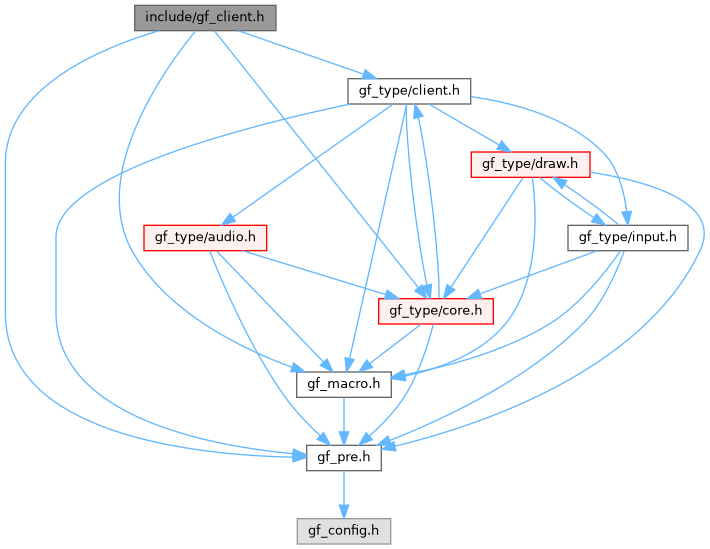 include/gf_client.h
gf_type/client.h
gf_type/draw.h
gf_type/audio.h
gf_type/input.h
gf_type/core.h
gf_macro.h
gf_pre.h
gf_config.h